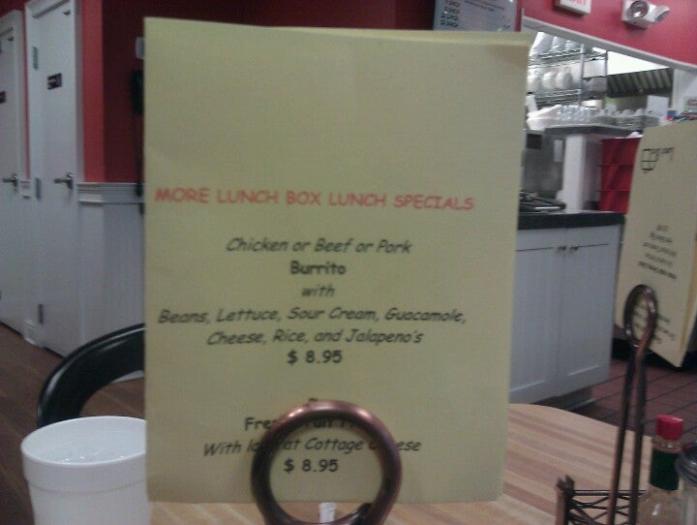 MORE LUNCH BOX LUNCH SPECIALS
Chicken or Beef or Pork
Burrito
with
Beans, Lettuce, Sour Cream, Guacamole,
Cheese, Rice, and Jalapeno's
$ 8.95
With Cottage
$ 8.95